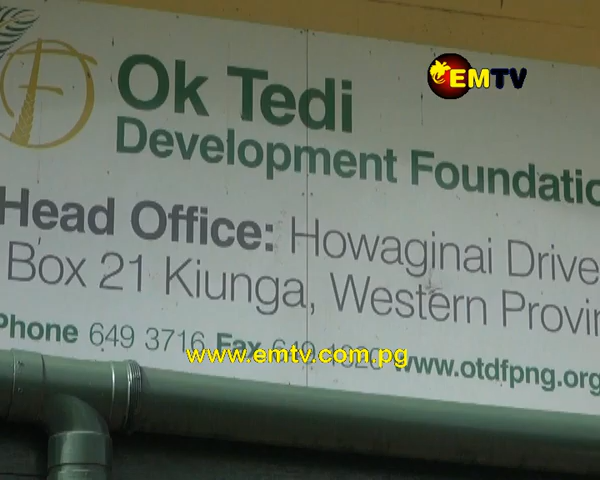 EMTV
Ok Tedi
Development Foundatio
Head Office: Howaginai Drive
Box 21 Kiunga, Western Provin
Phone 649 3716 Fax www.otdfpng.org
www.emtv.com.pg